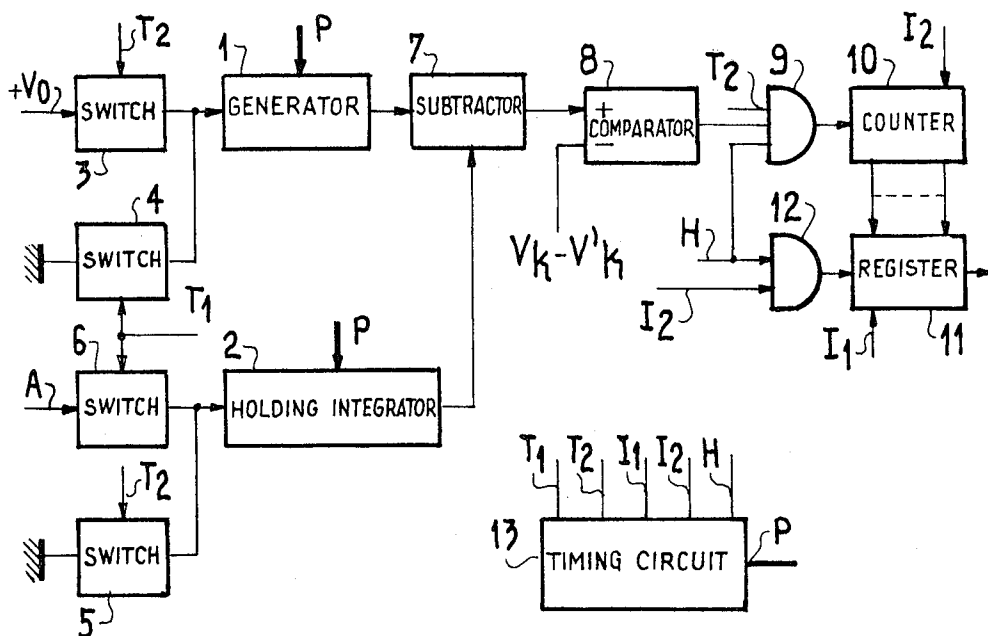 T2
1
P
7
8
T2
9
10
I2
+V0
SWITCH
GENERATOR
SUBTRACTOR
+
COMPARATOR
−
COUNTER
3
4
12
SWITCH
Vk-V'k
H
REGISTER
T1
I2
I1
11
6
2
P
A
SWITCH
HOLDING INTEGRATOR
T2
T1
T2
I1
I2
H
SWITCH
13
TIMING CIRCUIT
P
5